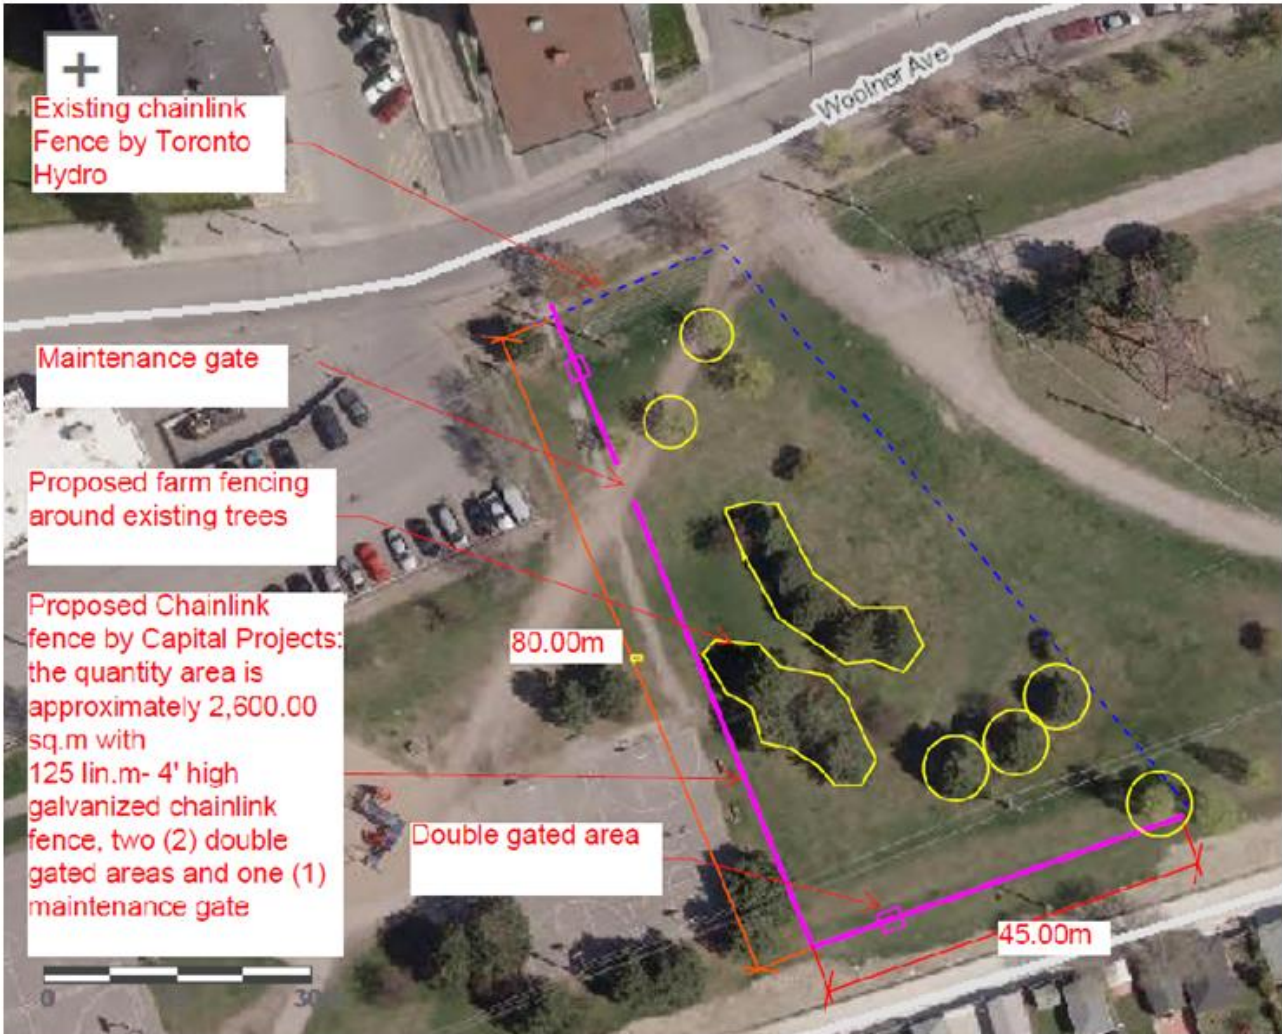 Woolner Ave
+
Existing chainlink
Fence by Toronto
Hydro
Maintenance gate
Proposed farm fencing
around existing trees
Proposed Chainlink
fence by Capital Projects:
the quantity area is
approximately 2,600.00
sq.m with
125 lin.m- 4' high
galvanized chainlink
fence, two (2) double
gated areas and one (1)
maintenance gate
80.00m
Double gated area
45.00m
0